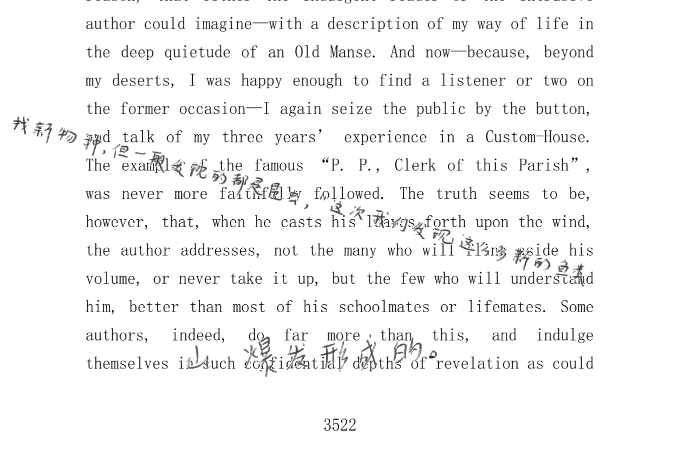 author could imagine—with a description of my way of life in
the deep quietude of an Old Manse. And now—because, beyond
my deserts, I was happy enough to find a listener or two on
the former occasion—I again seize the public by the button,
and talk of my three years’ experience in a Custom-House.
找新物种，但一般发现的都是昆虫，"这次我们发现这么多新的鱼类
The example of the famous “P. P., Clerk of this Parish”,
was never more faithfully followed. The truth seems to be,
however, that, when he casts his leaves forth upon the wind,
the author addresses, not the many who will fling aside his
volume, or never take it up, but the few who will understand
him, better than most of his schoolmates or lifemates. Some
authors, indeed, do far more than this, and indulge
themselves in such confidential depths of revelation as could
山爆发形成的。
3522